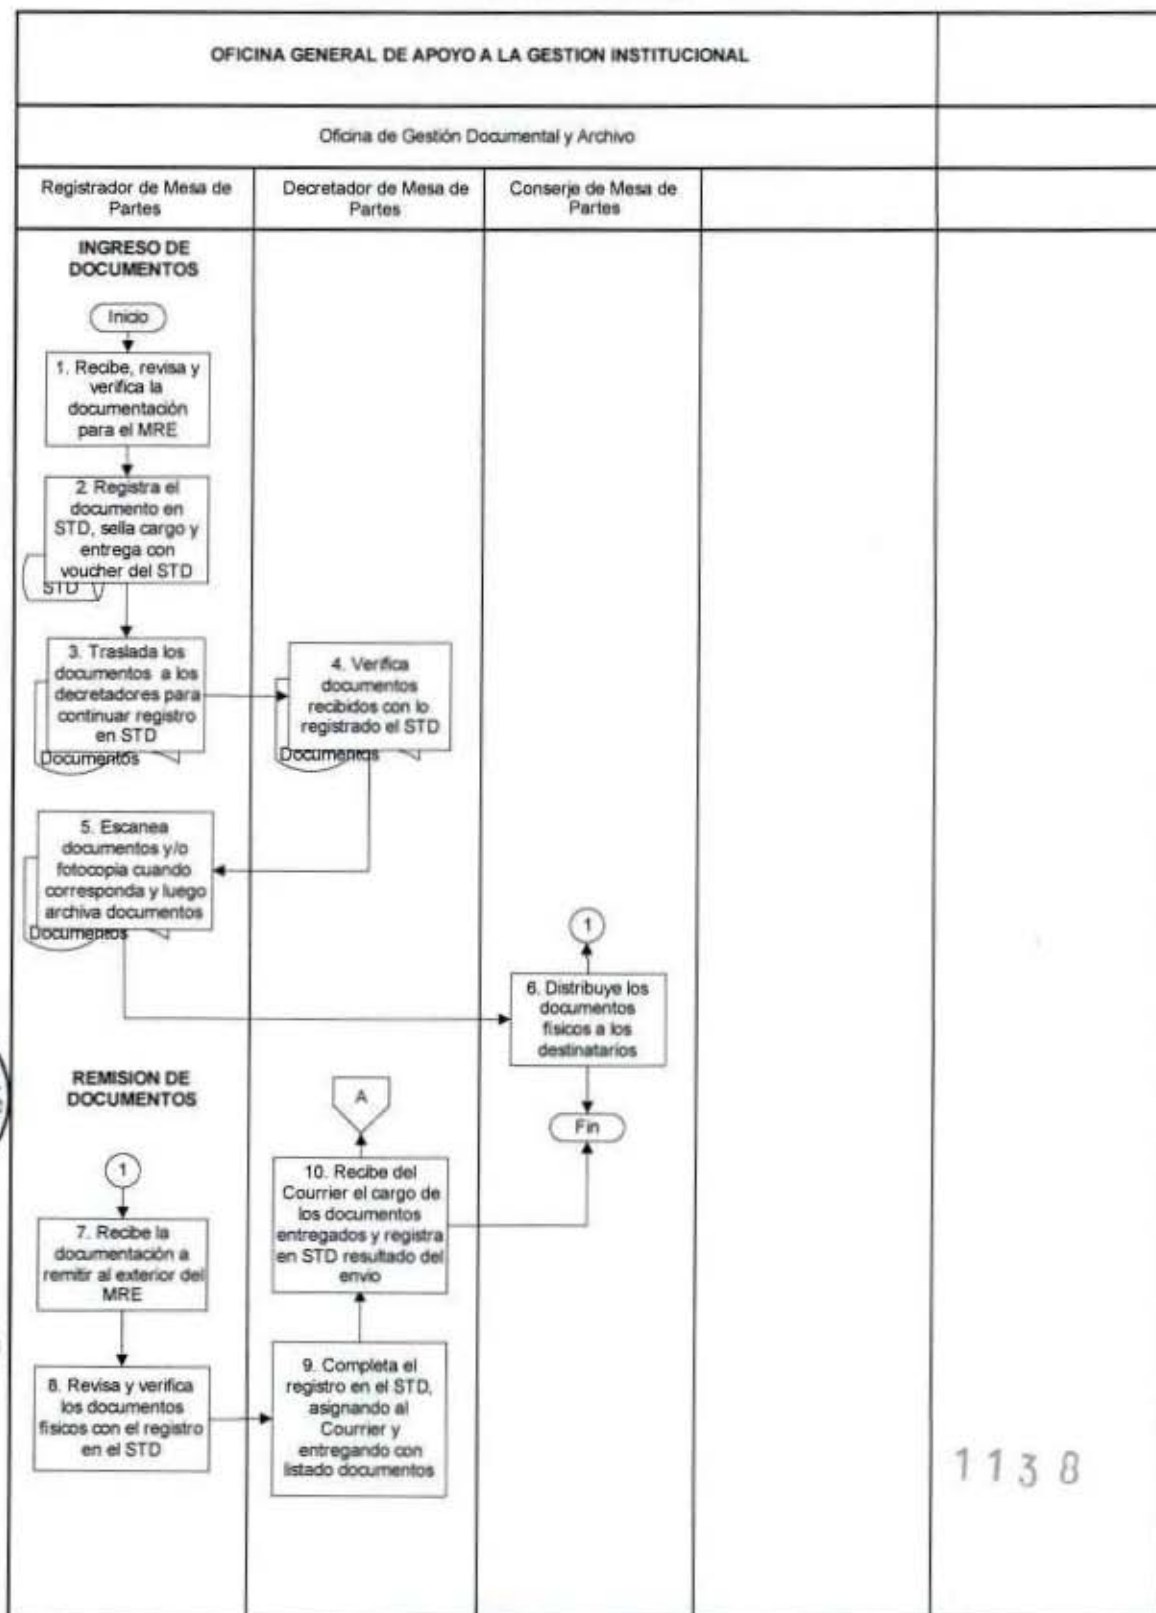 OFICINA GENERAL DE APOYO A LA GESTION INSTITUCIONAL
Oficina de Gestión Documental y Archivo
Registrador de Mesa de
Partes
Decretador de Mesa de
Partes
Conserje de Mesa de
Partes
INGRESO DE
DOCUMENTOS
Inicio
1. Recibe, revisa y
verifica la
documentación
para el MRE
2. Registra el
documento en
STD, sella cargo y
entrega con
voucher del STD
STD
3. Traslada los
documentos a los
decretadores para
continuar registro
en STD
Documentos
4. Verifica
documentos
recibidos con lo
registrado el STD
Documentos
5. Escanea
documentos y/o
fotocopia cuando
corresponda y luego
archiva documentos
Documentos
1
6. Distribuye los
documentos
físicos a los
destinatarios
Fin
REMISION DE
DOCUMENTOS
1
7. Recibe la
documentación a
remitir al exterior del
MRE
8. Revisa y verifica
los documentos
físicos con el registro
en el STD
A
10. Recibe del
Courrier el cargo de
los documentos
entregados y registra
en STD resultado del
envio
9. Completa el
registro en el STD,
asignando al
Courrier y
entregando con
listado documentos
1138